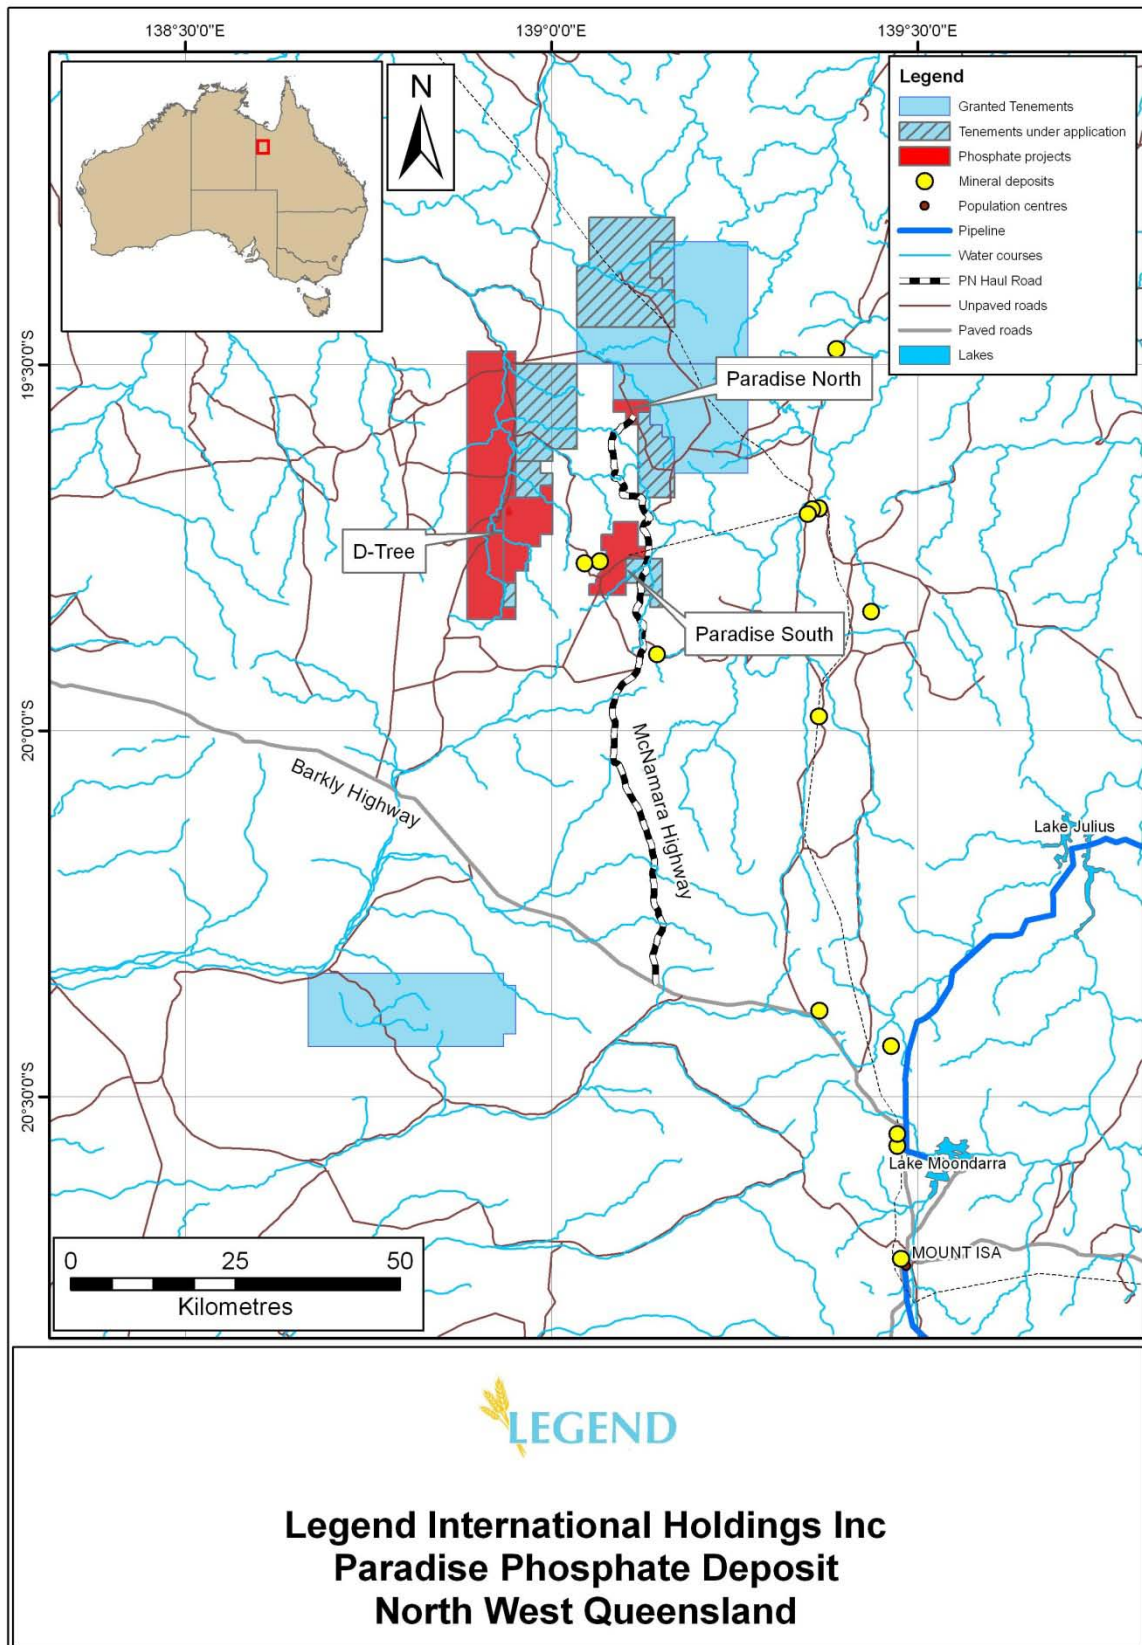 138°30'0"E
139°0'0"E
139°30'0"E
N
Legend
Granted Tenements
Tenements under application
Phosphate projects
Mineral deposits
Population centres
Pipeline
Water courses
PN Haul Road
Unpaved roads
Paved roads
Lakes
19°30'0"S
Paradise North
D-Tree
Paradise South
20°0'0"S
Barkly Highway
McNamara Highway
Lake Julius
20°30'0"S
Lake Moondarra
MOUNT ISA
0 25 50
Kilometres
LEGEND
Legend International Holdings Inc
Paradise Phosphate Deposit
North West Queensland